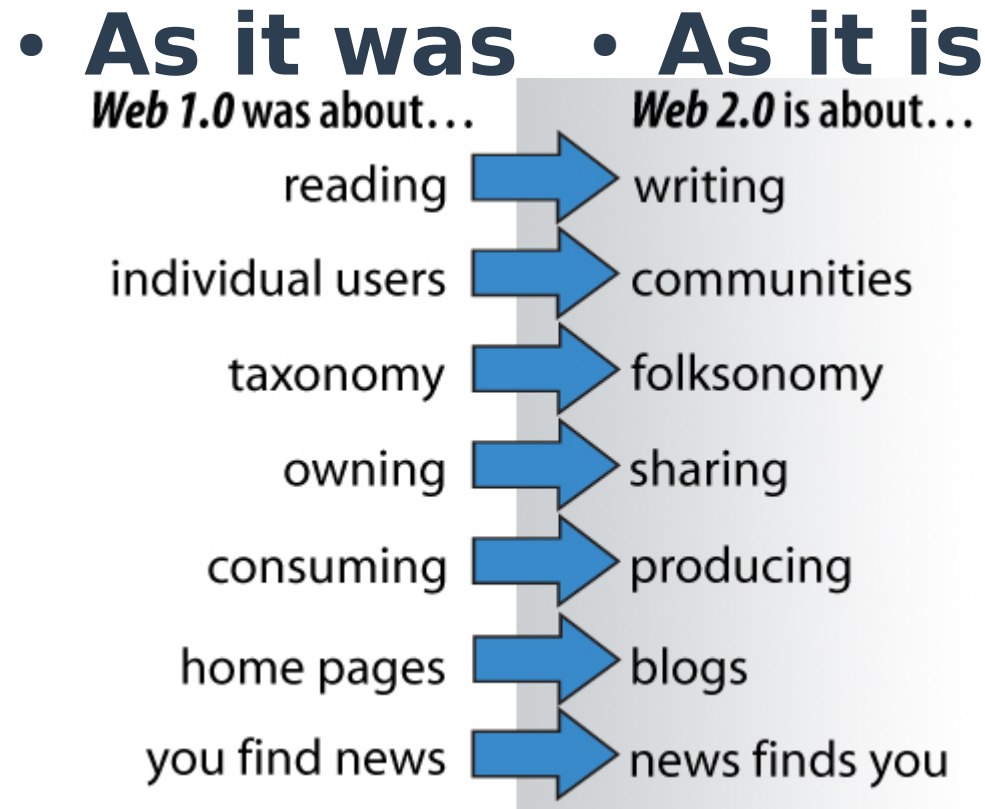 • As it was • As it is
Web 1.0 was about... Web 2.0 is about...
reading writing
individual users communities
taxonomy folksonomy
owning sharing
consuming producing
home pages blogs
you find news news finds you